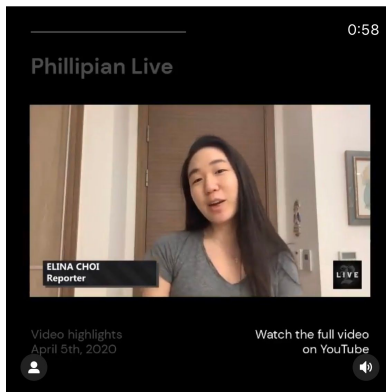 0:58
Phillipian Live
ELINA CHOI
Reporter
LIVE
Video highlights
April 5th, 2020
Watch the full video
on YouTube